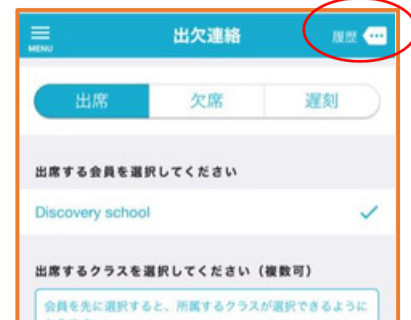 MENU 出欠連絡 履歴
出席 欠席 遅刻
出席する会員を選択してください
Discovery school
出席するクラスを選択してください（複数可）
会員を先に選択すると、所属するクラスが選択できるように